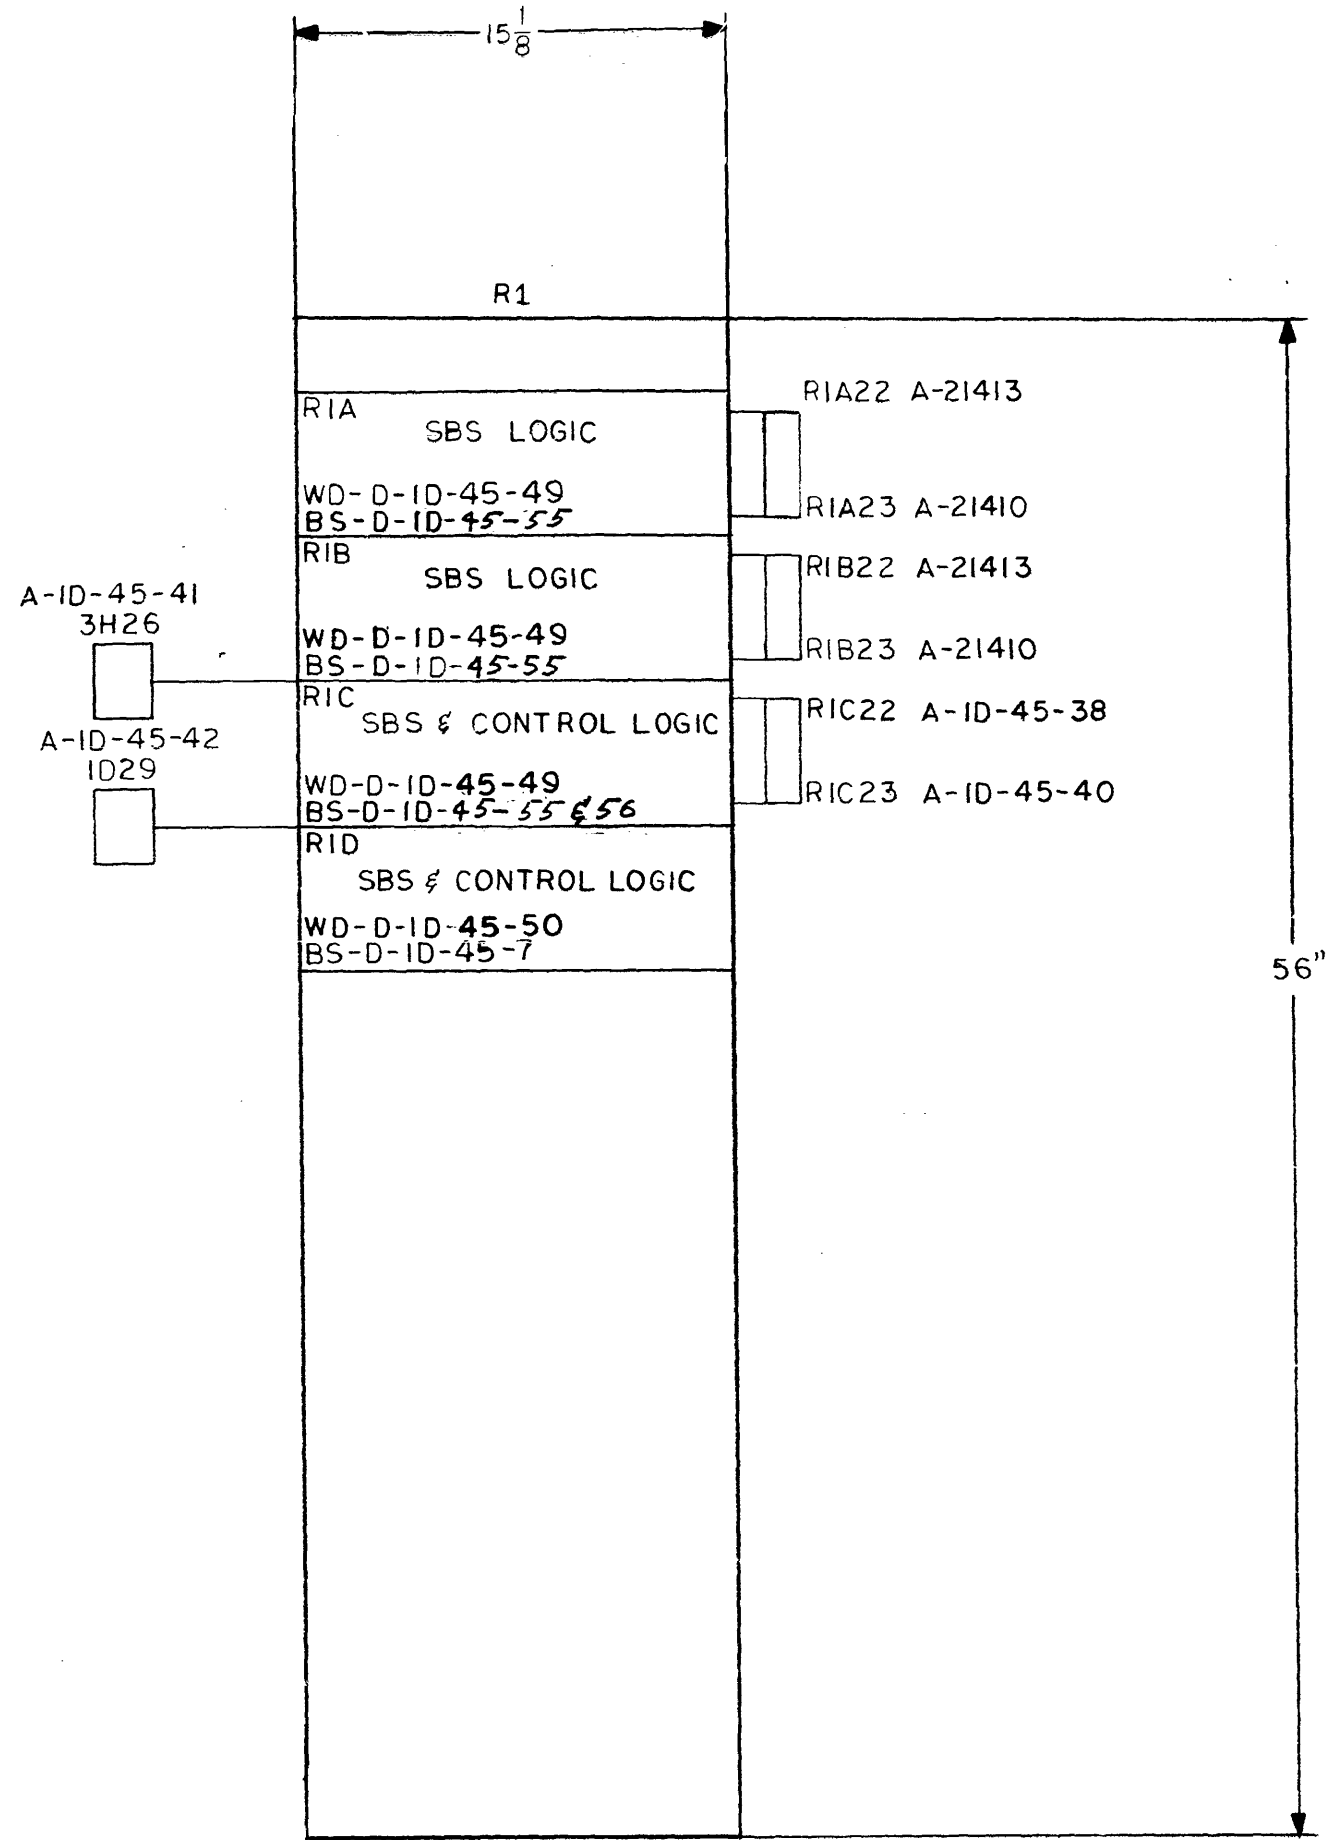 15 1/8
R1
R1A
SBS LOGIC
WD-D-1D-45-49
BS-D-1D-45-55
R1A22 A-21413
R1A23 A-21410
R1B
SBS LOGIC
WD-D-1D-45-49
BS-D-1D-45-55
R1B22 A-21413
R1B23 A-21410
A-1D-45-41
3H26
R1C
SBS & CONTROL LOGIC
WD-D-1D-45-49
BS-D-1D-45-55 & 56
R1C22 A-1D-45-38
R1C23 A-1D-45-40
A-1D-45-42
1D29
R1D
SBS & CONTROL LOGIC
WD-D-1D-45-50
BS-D-1D-45-7
56"